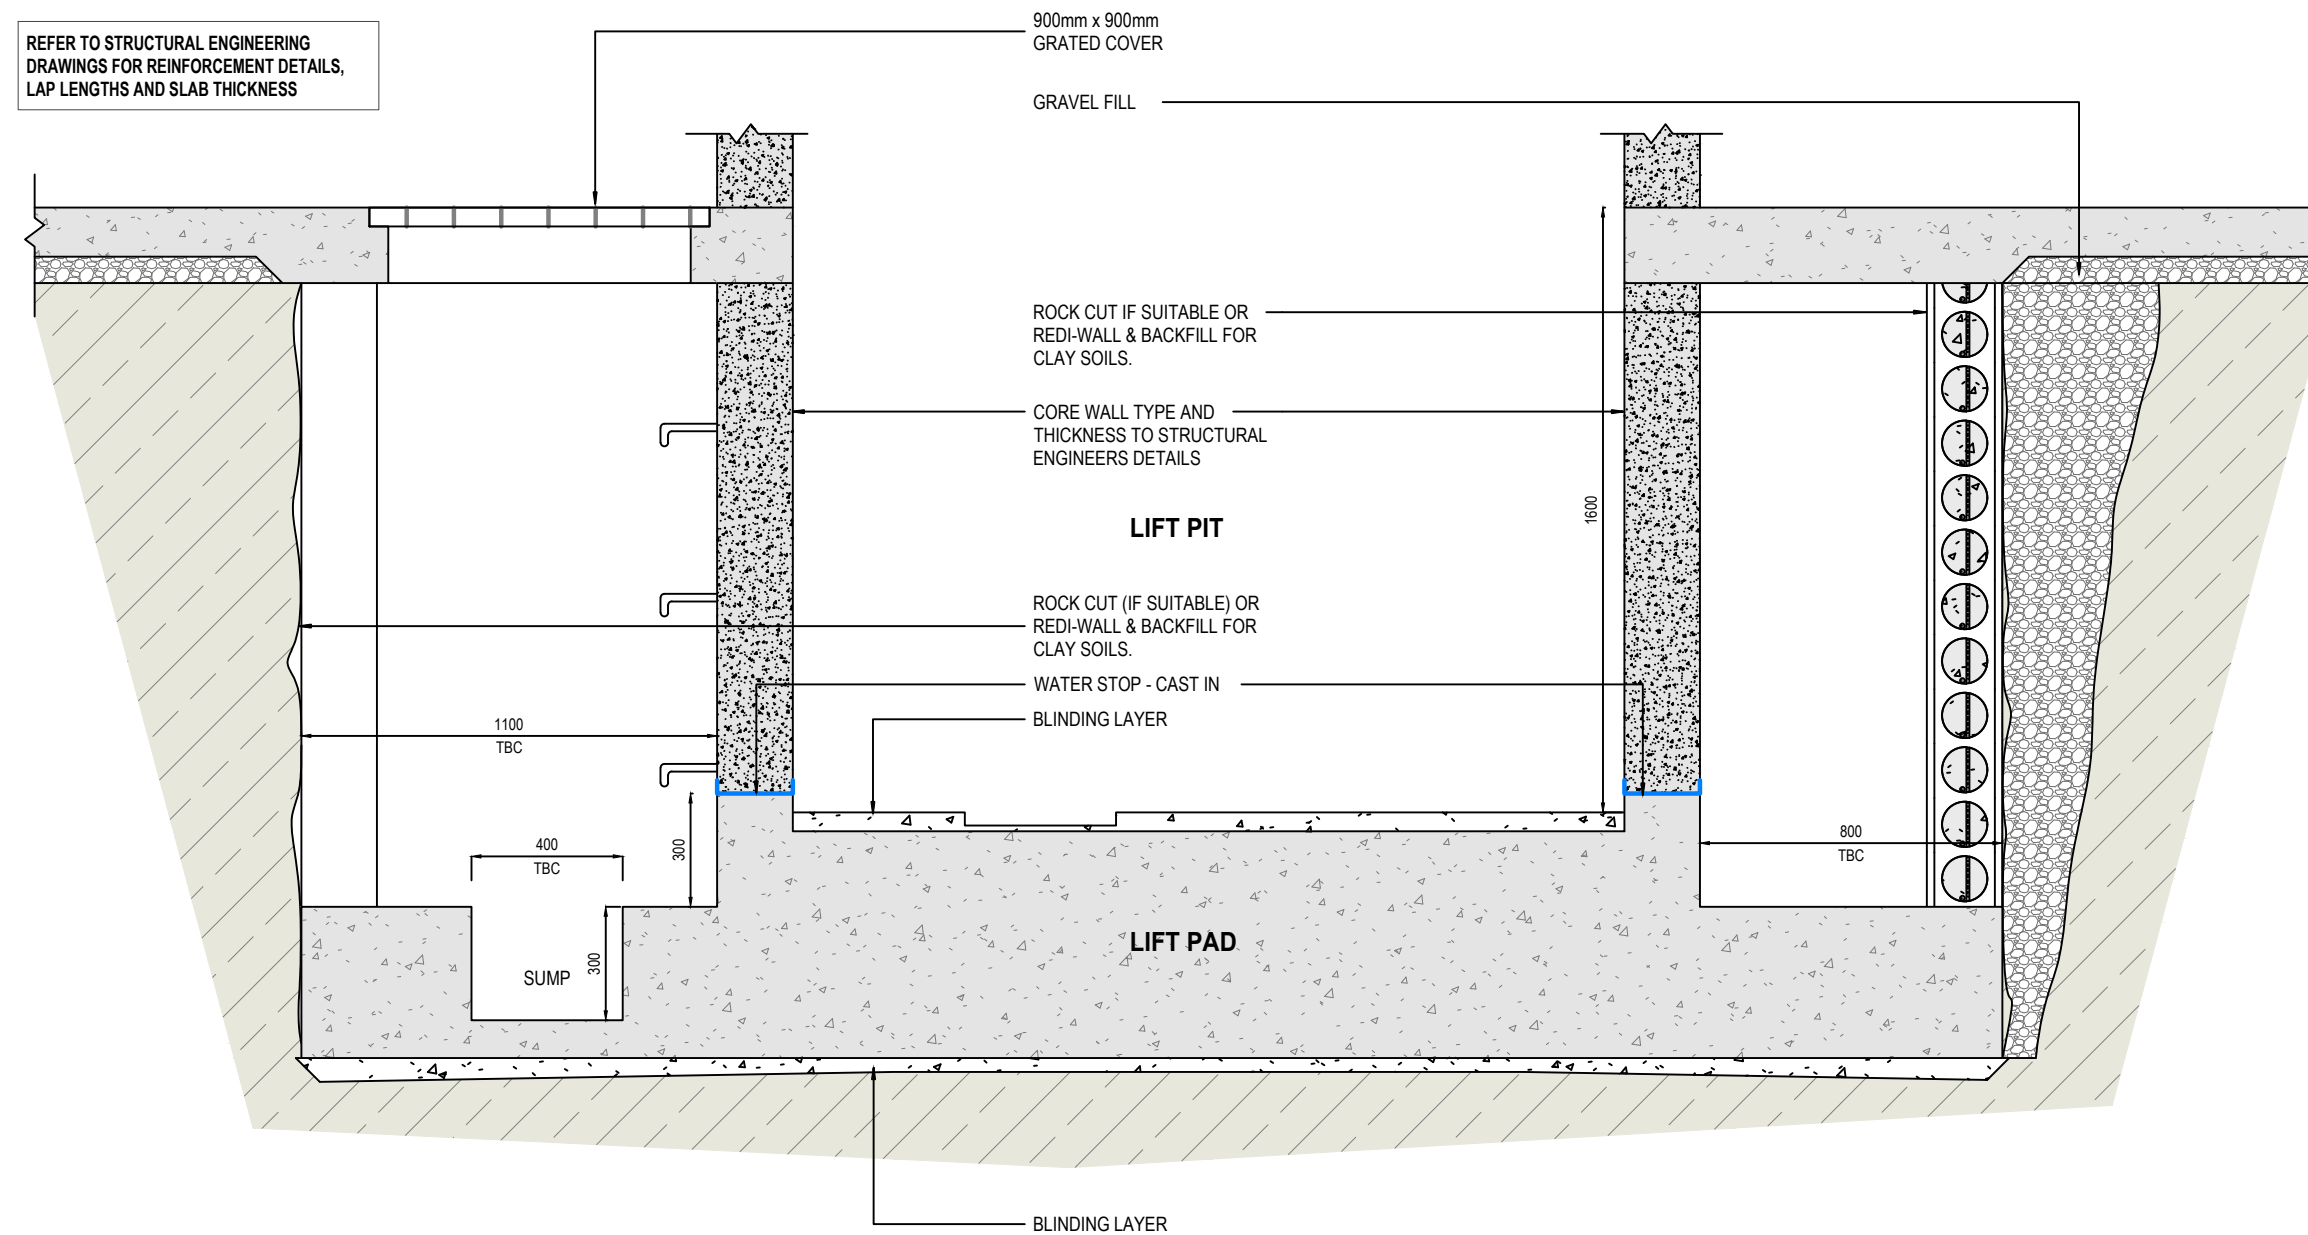 REFER TO STRUCTURAL ENGINEERING
DRAWINGS FOR REINFORCEMENT DETAILS,
LAP LENGTHS AND SLAB THICKNESS
900mm x 900mm
GRATED COVER
GRAVEL FILL
ROCK CUT IF SUITABLE OR
REDI-WALL & BACKFILL FOR
CLAY SOILS.
CORE WALL TYPE AND
THICKNESS TO STRUCTURAL
ENGINEERS DETAILS
LIFT PIT
1600
ROCK CUT (IF SUITABLE) OR
REDI-WALL & BACKFILL FOR
CLAY SOILS.
WATER STOP - CAST IN
BLINDING LAYER
1100
TBC
400
TBC
300
800
TBC
LIFT PAD
SUMP
300
BLINDING LAYER